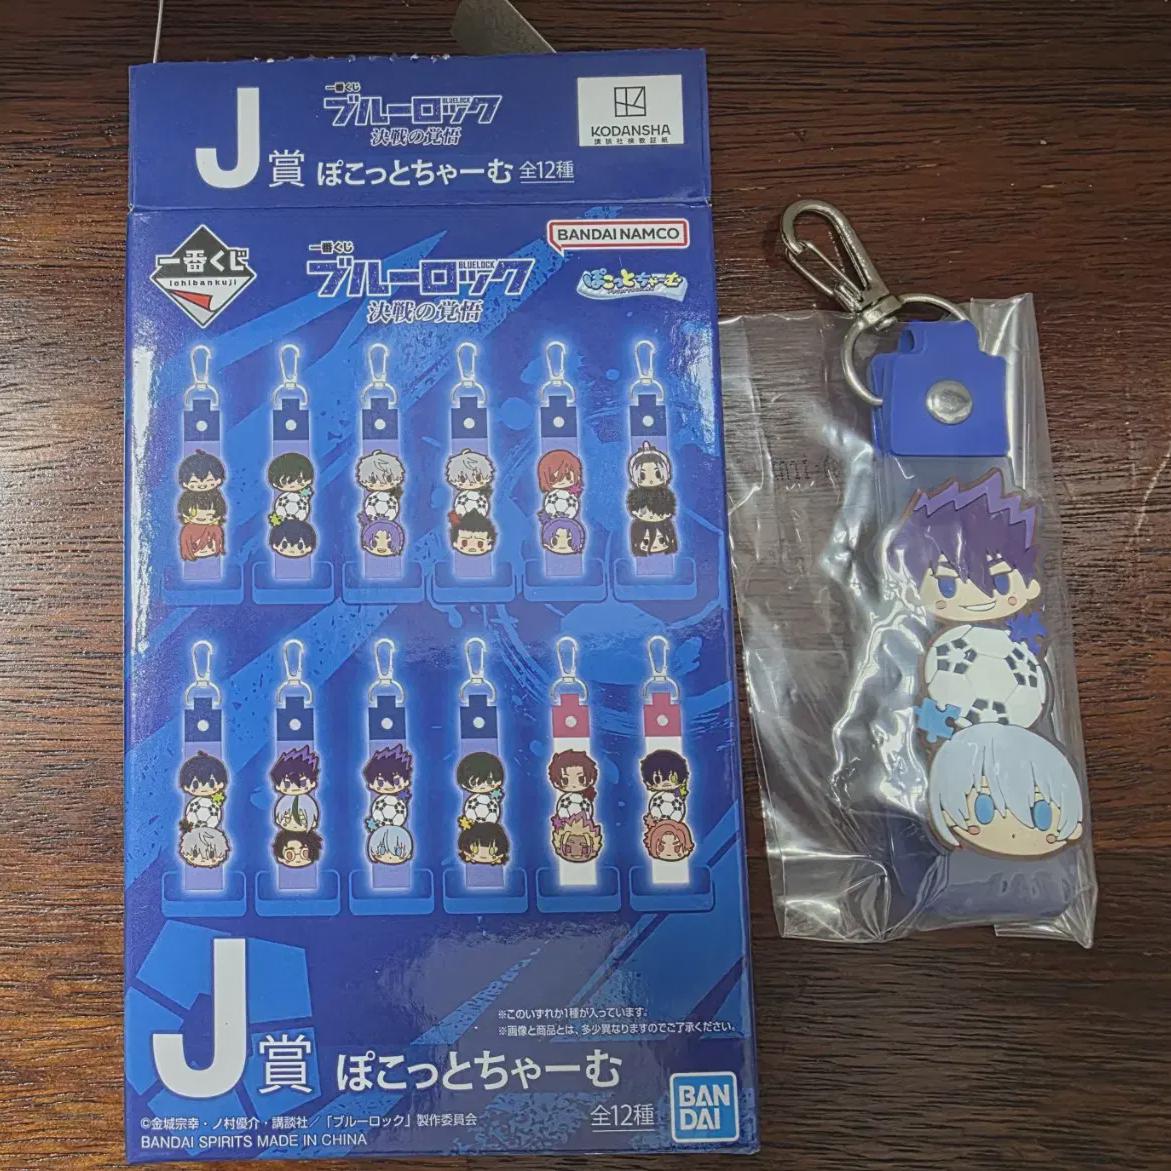 J賞
一番くじ
ブルーロック
BLUELOCK
決戦の覚悟
ぽこっとちゃーむ 全12種
KODANSHA
講談社検数証紙
一番くじ
ichibankuji
一番くじ
ブルーロック
BLUELOCK
決戦の覚悟
BANDAI NAMCO
ぽこっとちゃーむ
※このいずれか1種が入っています。
※画像と商品とは、多少異なりますのでご了承ください。
J賞 ぽこっとちゃーむ
全12種
©金城宗幸・ノ村優介・講談社/「ブルーロック」製作委員会
BANDAI SPIRITS MADE IN CHINA
BAN
DAI